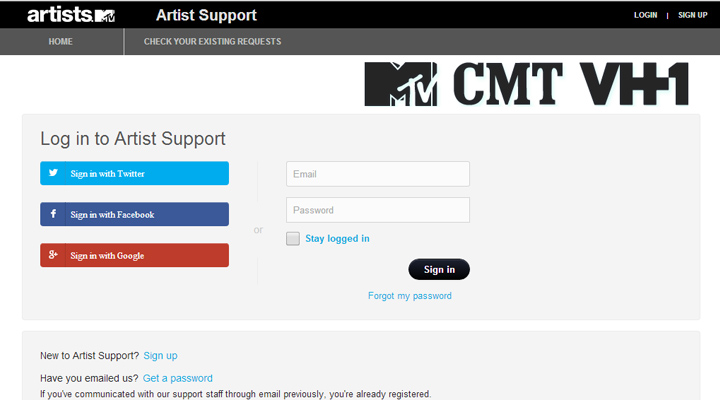 artists.MTV Artist Support LOGIN | SIGN UP
HOME CHECK YOUR EXISTING REQUESTS
MTV CMT VH1
Log in to Artist Support
Sign in with Twitter
Sign in with Facebook
Sign in with Google
or
Email
Password
Stay logged in
Sign in
Forgot my password
New to Artist Support? Sign up
Have you emailed us? Get a password
If you've communicated with our support staff through email previously, you're already registered.